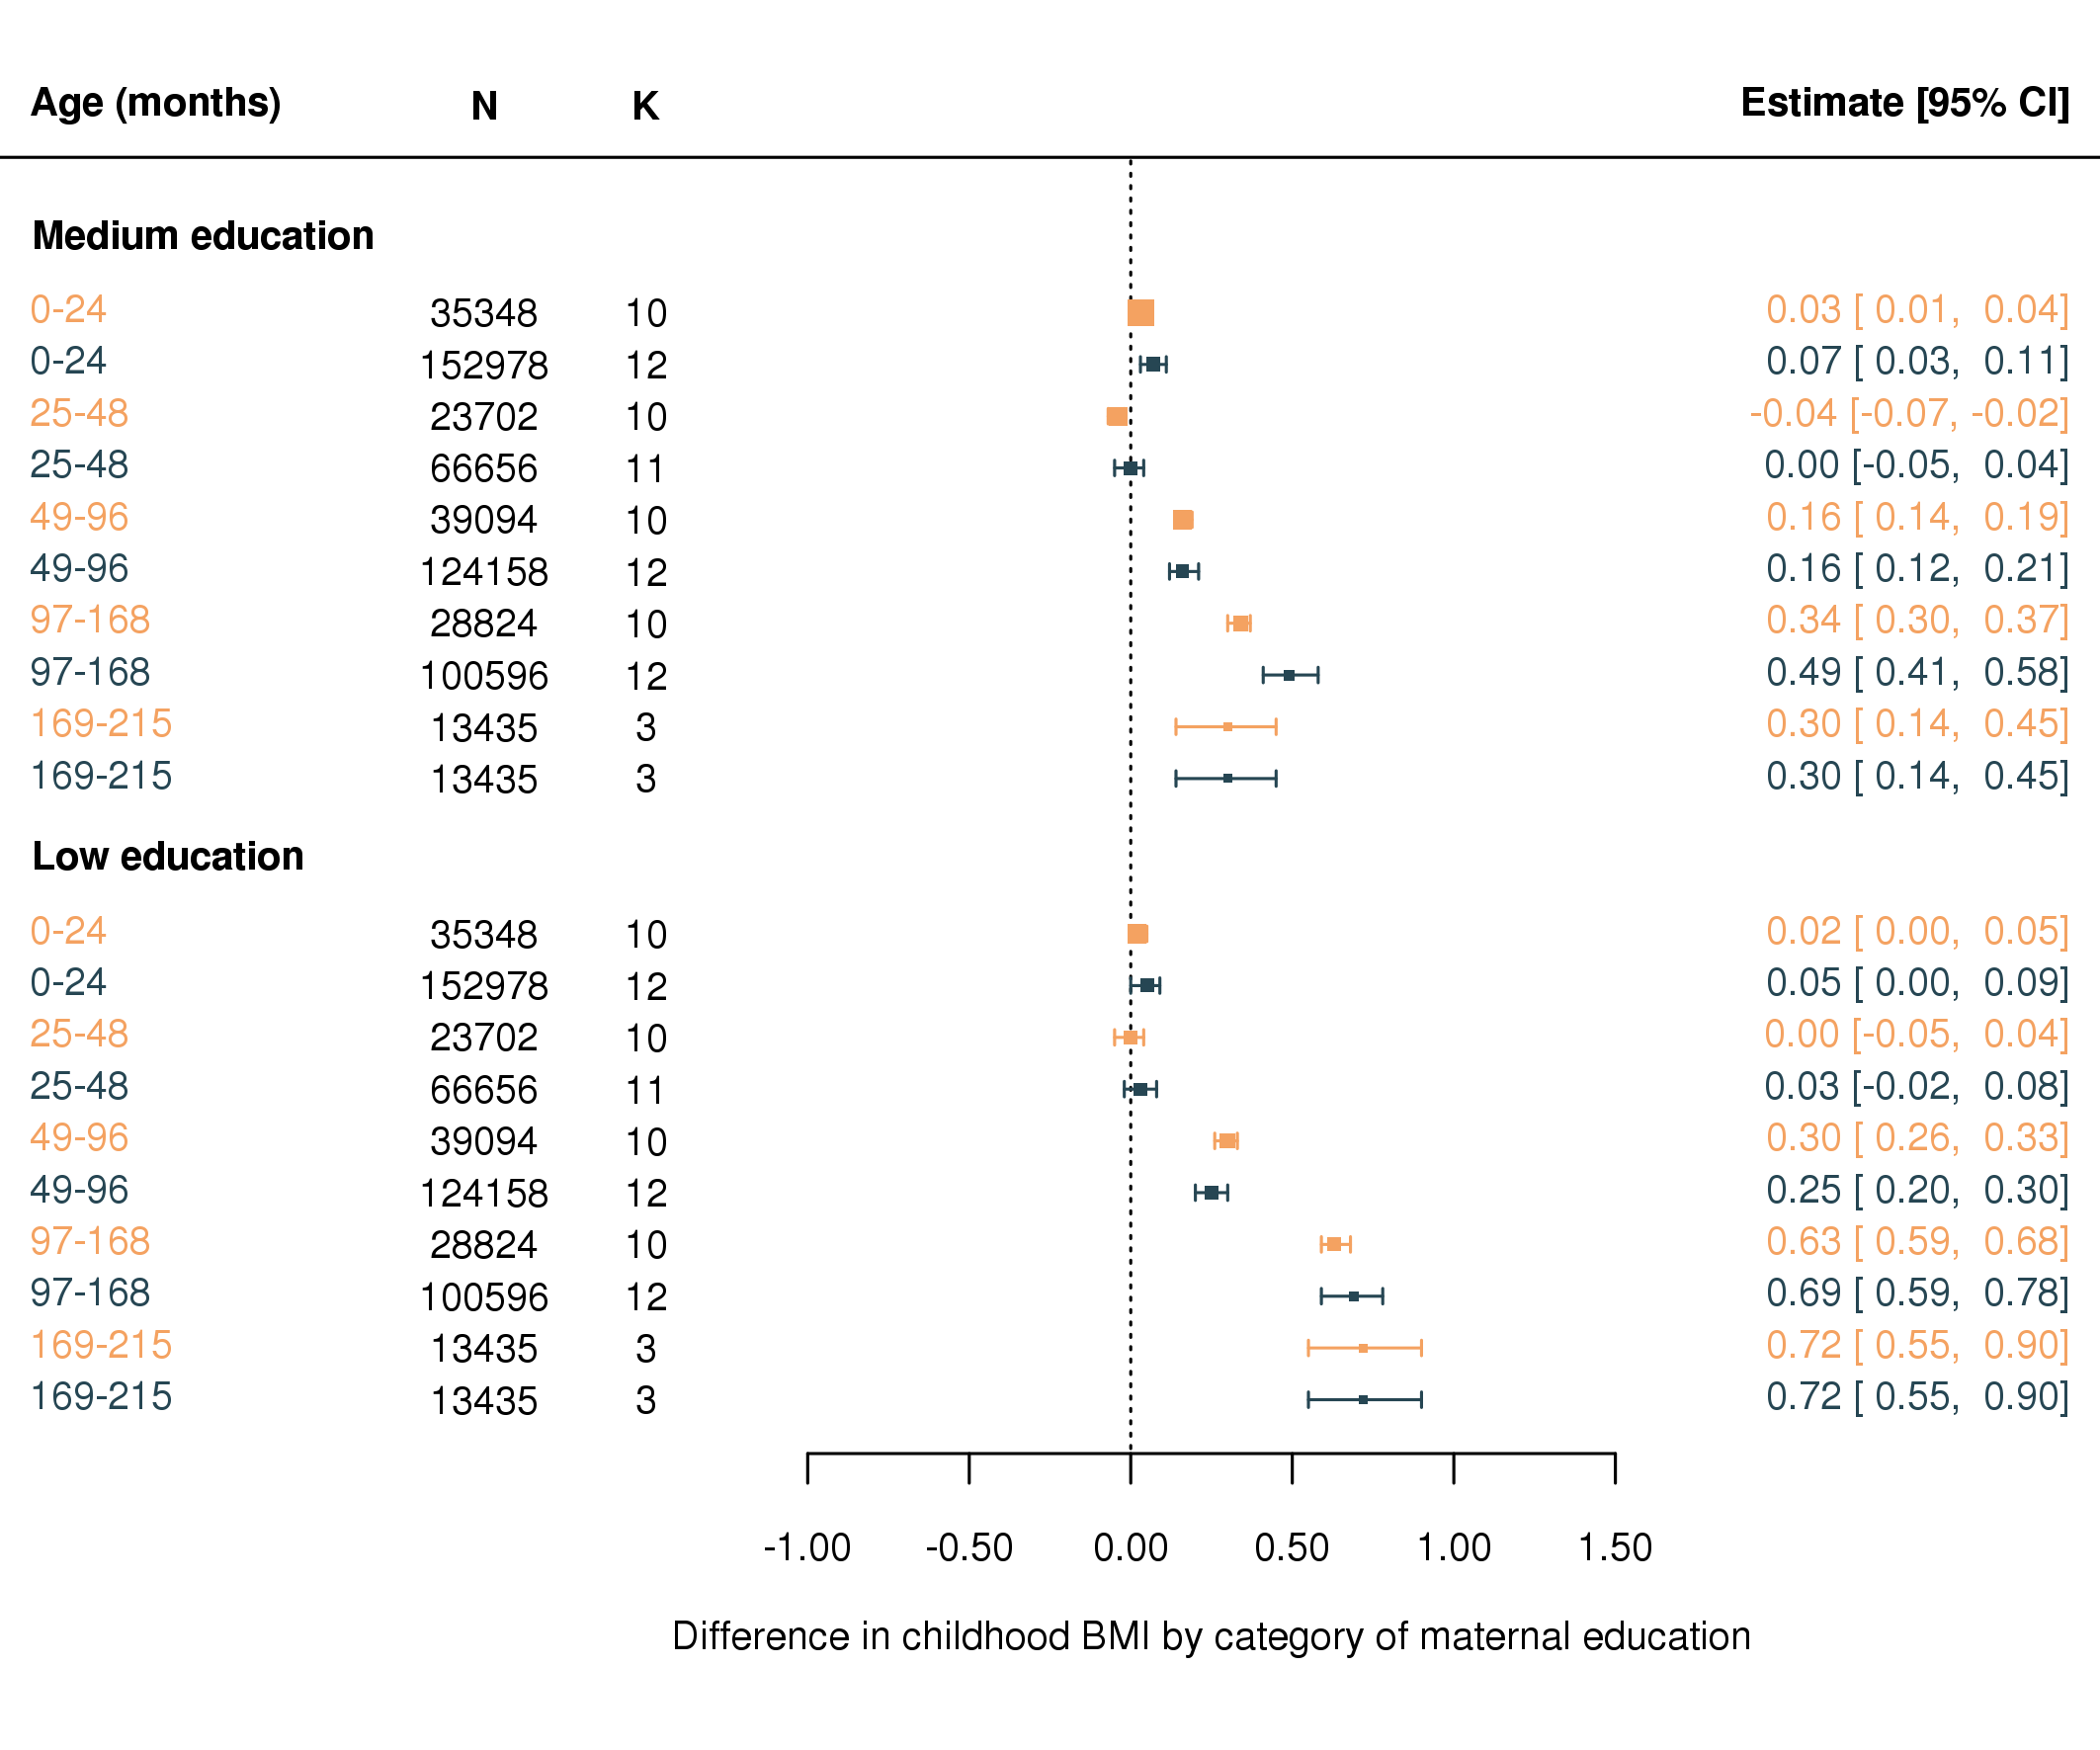 Age (months) N K Estimate [95% CI]
Medium education
0-24 35348 10 0.03 [ 0.01, 0.04]
0-24 152978 12 0.07 [ 0.03, 0.11]
25-48 23702 10 -0.04 [-0.07, -0.02]
25-48 66656 11 0.00 [-0.05, 0.04]
49-96 39094 10 0.16 [ 0.14, 0.19]
49-96 124158 12 0.16 [ 0.12, 0.21]
97-168 28824 10 0.34 [ 0.30, 0.37]
97-168 100596 12 0.49 [ 0.41, 0.58]
169-215 13435 3 0.30 [ 0.14, 0.45]
169-215 13435 3 0.30 [ 0.14, 0.45]
Low education
0-24 35348 10 0.02 [ 0.00, 0.05]
0-24 152978 12 0.05 [ 0.00, 0.09]
25-48 23702 10 0.00 [-0.05, 0.04]
25-48 66656 11 0.03 [-0.02, 0.08]
49-96 39094 10 0.30 [ 0.26, 0.33]
49-96 124158 12 0.25 [ 0.20, 0.30]
97-168 28824 10 0.63 [ 0.59, 0.68]
97-168 100596 12 0.69 [ 0.59, 0.78]
169-215 13435 3 0.72 [ 0.55, 0.90]
169-215 13435 3 0.72 [ 0.55, 0.90]
-1.00 -0.50 0.00 0.50 1.00 1.50
Difference in childhood BMI by category of maternal education